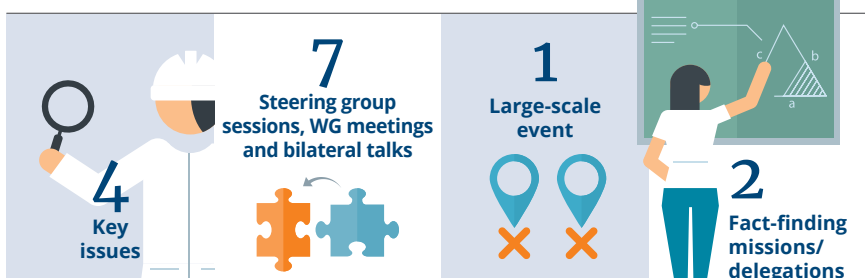 4
Key
issues
7
Steering group
sessions, WG meetings
and bilateral talks
1
Large-scale
event
c
b
a
2
Fact-finding
missions/
delegations